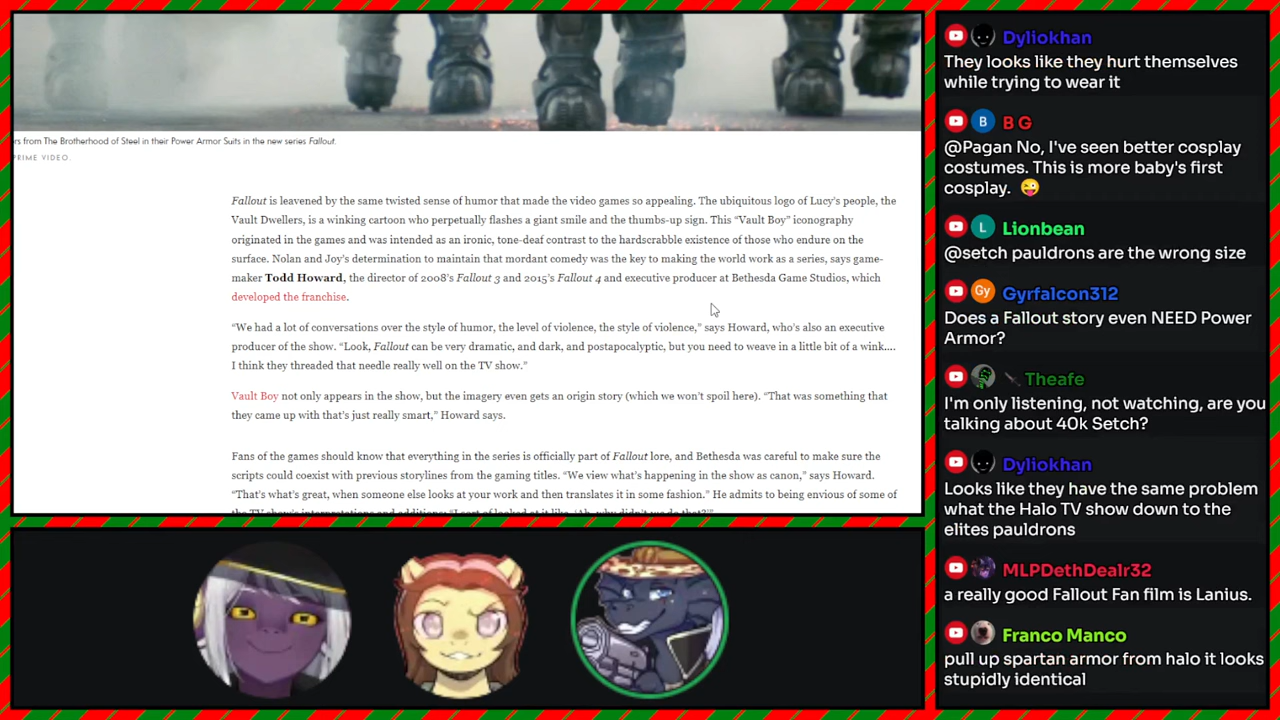 rs from The Brotherhood of Steel in their Power Armor Suits in the new series Fallout.
PRIME VIDEO.
Fallout is leavened by the same twisted sense of humor that made the video games so appealing. The ubiquitous logo of Lucy's people, the
Vault Dwellers, is a winking cartoon who perpetually flashes a giant smile and the thumbs-up sign. This “Vault Boy” iconography
originated in the games and was intended as an ironic, tone-deaf contrast to the hardscrabble existence of those who endure on the
surface. Nolan and Joy's determination to maintain that mordant comedy was the key to making the world work as a series, says game-
maker Todd Howard, the director of 2008's Fallout 3 and 2015's Fallout 4 and executive producer at Bethesda Game Studios, which
developed the franchise.
“We had a lot of conversations over the style of humor, the level of violence, the style of violence,” says Howard, who's also an executive
producer of the show. “Look, Fallout can be very dramatic, and dark, and postapocalyptic, but you need to weave in a little bit of a wink....
I think they threaded that needle really well on the TV show.”
Vault Boy not only appears in the show, but the imagery even gets an origin story (which we won't spoil here). “That was something that
they came up with that's just really smart,” Howard says.
Fans of the games should know that everything in the series is officially part of Fallout lore, and Bethesda was careful to make sure the
scripts could coexist with previous storylines from the gaming titles. “We view what's happening in the show as canon,” says Howard.
“That's what's great, when someone else looks at your work and then translates it in some fashion.” He admits to being envious of some of
the TV show's interpretations and additions: “I sort of looked at it like, ‘Ah, why didn't we do that?’”
Dyliokhan
They looks like they hurt themselves
while trying to wear it
B
B G
@Pagan No, I've seen better cosplay
costumes. This is more baby's first
cosplay. 😜
L
Lionbean
@setch pauldrons are the wrong size
Gy
Gyrfalcon312
Does a Fallout story even NEED Power
Armor?
Theafe
I'm only listening, not watching, are you
talking about 40k Setch?
Dyliokhan
Looks like they have the same problem
what the Halo TV show down to the
elites pauldrons
MLPDethDealr32
a really good Fallout Fan film is Lanius.
Franco Manco
pull up spartan armor from halo it looks
stupidly identical